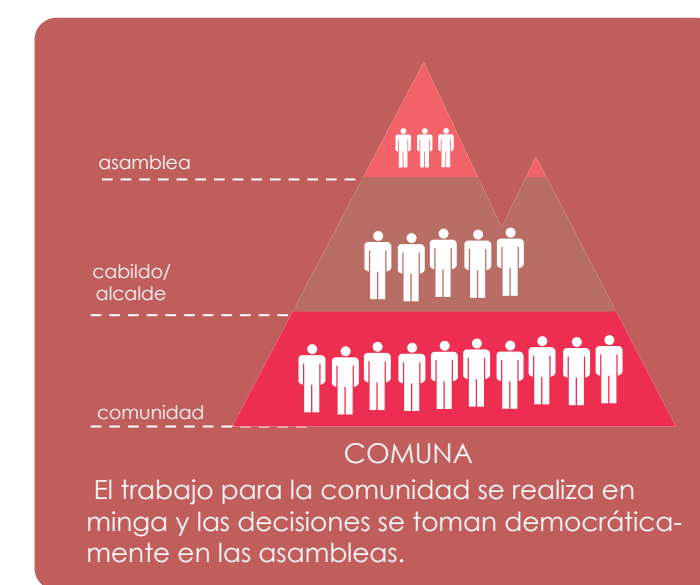 asamblea
cabildo/
alcalde
comunidad
COMUNA
El trabajo para la comunidad se realiza en
minga y las decisiones se toman democrática-
mente en las asambleas.